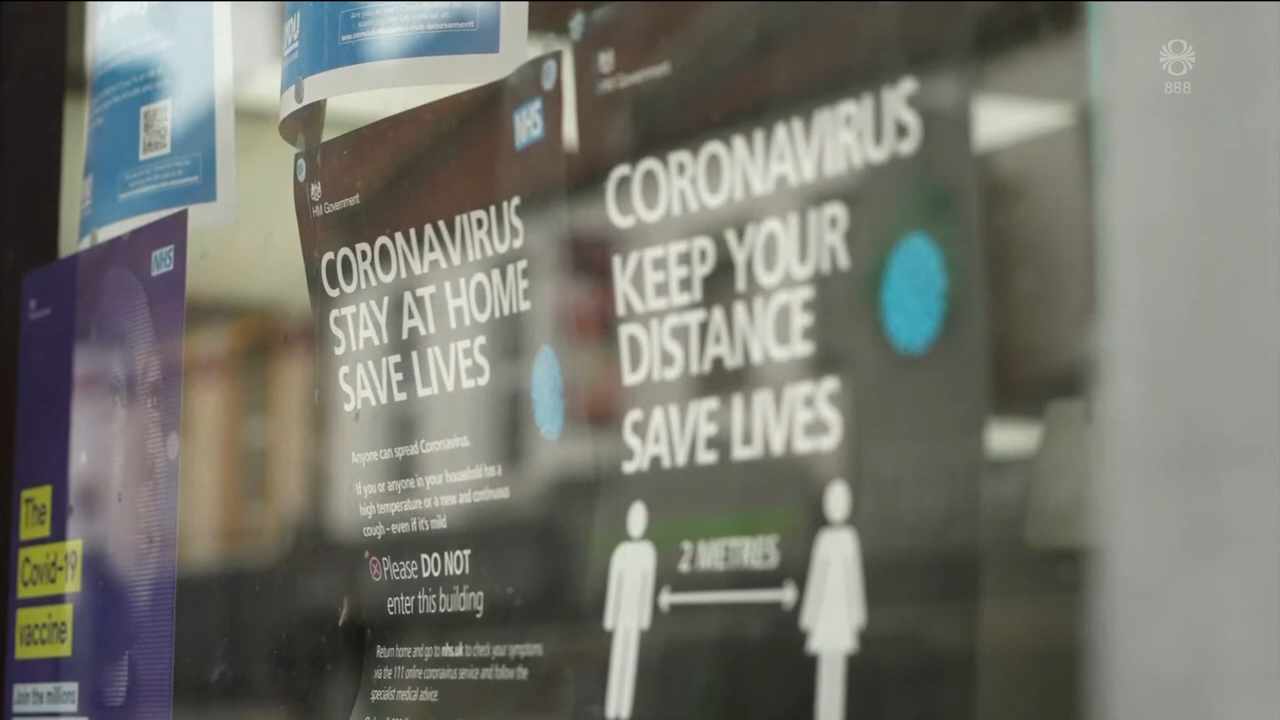 888
NHS
The
Covid-19
vaccine
Join the millions
NHS
HM Government
CORONAVIRUS
STAY AT HOME
SAVE LIVES
Anyone can spread Coronavirus.
If you or anyone in your household has a
high temperature or a new and continuous
cough – even if it's mild
Please DO NOT
enter this building
Return home and go to nhs.uk to check your symptoms
via the 111 online coronavirus service and follow the
specialist medical advice.
HM Government
CORONAVIRUS
KEEP YOUR
DISTANCE
SAVE LIVES
2 METRES